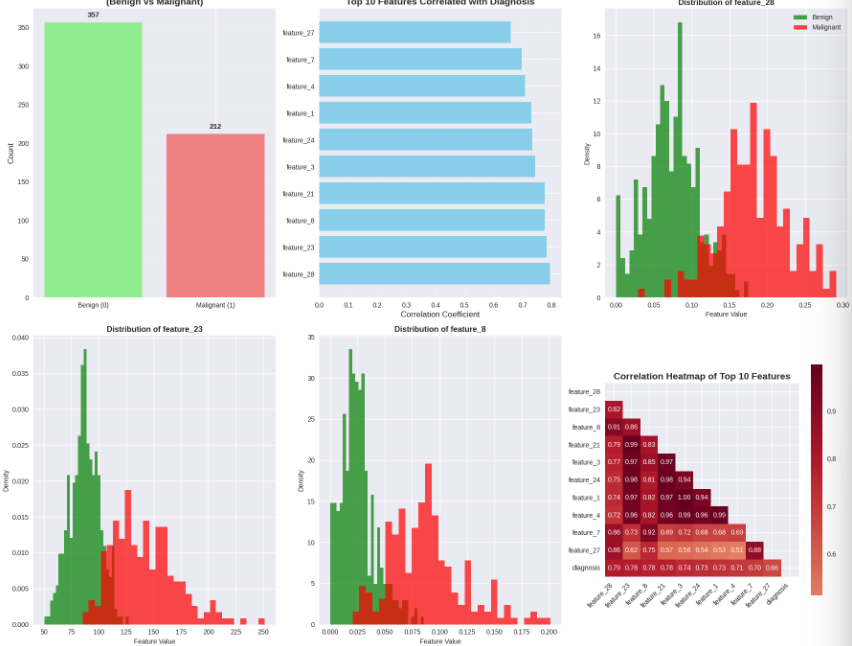 (Benign vs Malignant)
357
212
350
300
250
200
150
100
50
0
Count
Benign (0)
Malignant (1)
Top 10 Features Correlated with Diagnosis
feature_27
feature_7
feature_4
feature_1
feature_24
feature_3
feature_21
feature_8
feature_23
feature_28
0.0 0.1 0.2 0.3 0.4 0.5 0.6 0.7 0.8
Correlation Coefficient
Distribution of feature_28
Benign
Malignant
16
14
12
10
8
6
4
2
0
Density
0.00 0.05 0.10 0.15 0.20 0.25 0.30
Feature Value
Distribution of feature_23
0.040
0.035
0.030
0.025
0.020
0.015
0.010
0.005
0.000
Density
50 75 100 125 150 175 200 225 250
Feature Value
Distribution of feature_8
35
30
25
20
15
10
5
0
Density
0.000 0.025 0.050 0.075 0.100 0.125 0.150 0.175 0.200
Feature Value
Correlation Heatmap of Top 10 Features
feature_28
feature_23 0.82
feature_8 0.91 0.86
feature_21 0.79 0.99 0.83
feature_3 0.77 0.97 0.85 0.97
feature_24 0.75 0.98 0.81 0.98 0.94
feature_1 0.74 0.97 0.82 0.97 1.00 0.94
feature_4 0.72 0.96 0.82 0.96 0.99 0.96 0.99
feature_7 0.86 0.73 0.92 0.69 0.72 0.68 0.68 0.69
feature_27 0.86 0.62 0.75 0.57 0.56 0.54 0.53 0.51 0.88
diagnosis 0.79 0.78 0.78 0.78 0.74 0.73 0.73 0.71 0.70 0.66
feature_28 feature_23 feature_8 feature_21 feature_3 feature_24 feature_1 feature_4 feature_7 feature_27 diagnosis
0.9
0.8
0.7
0.6